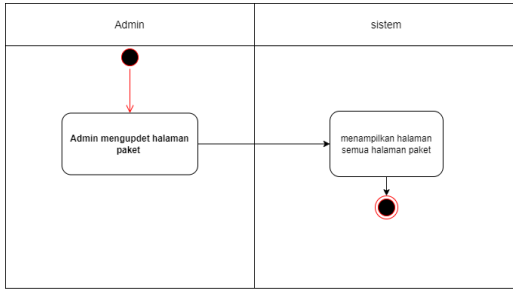 Admin
sistem
Admin mengupdet halaman
paket
menampilkan halaman
semua halaman paket